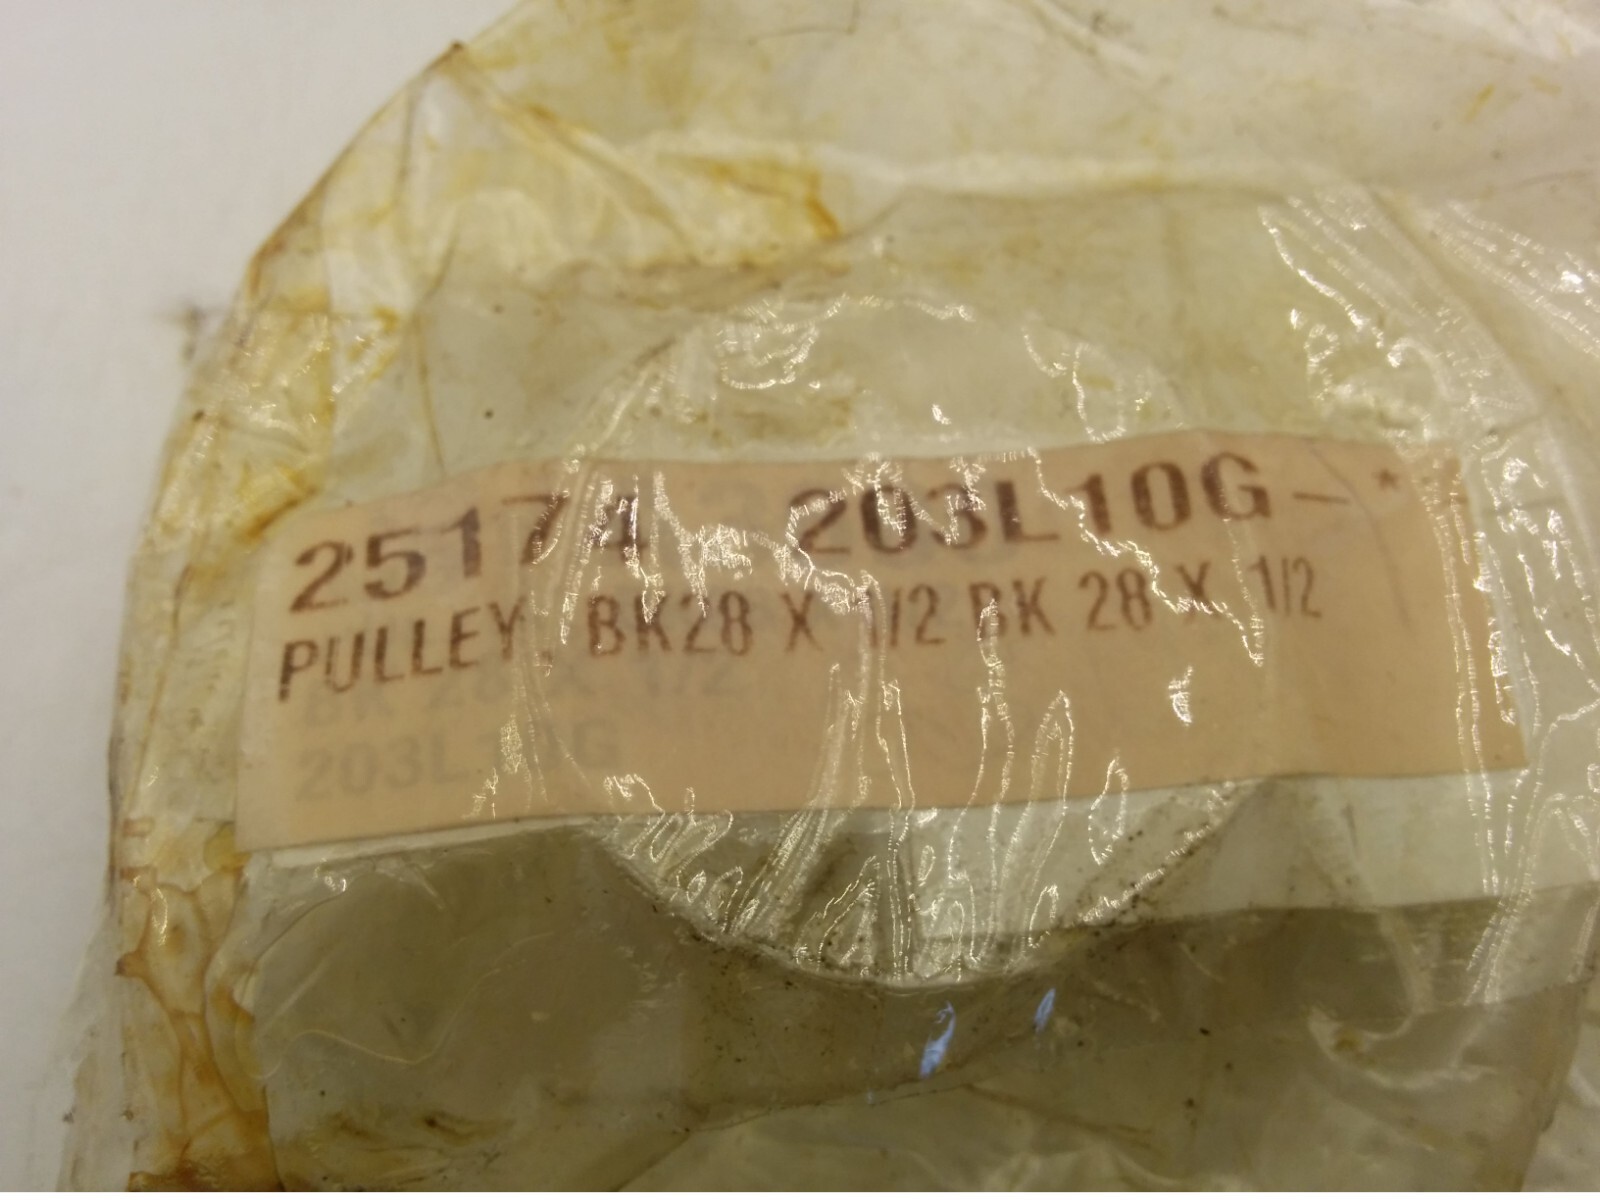 25174 203L10G-*
PULLEY, BK28 X 1/2 BK 28 X 1/2
BK 28 X 1/2
203L10G